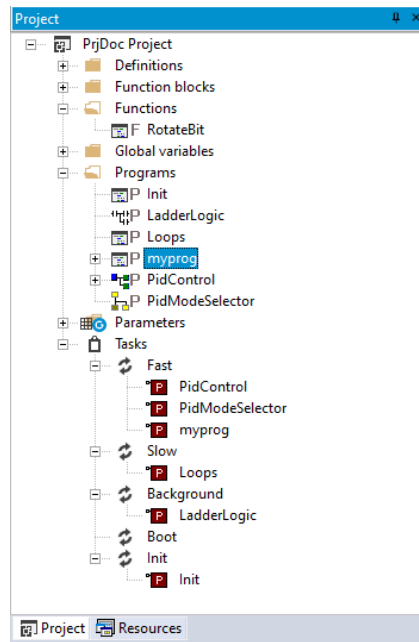 Project
PrjDoc Project
Definitions
Function blocks
Functions
F RotateBit
Global variables
Programs
P Init
P LadderLogic
P Loops
P myprog
P PidControl
P PidModeSelector
Parameters
Tasks
Fast
P PidControl
P PidModeSelector
P myprog
Slow
P Loops
Background
P LadderLogic
Boot
Init
P Init
Project Resources